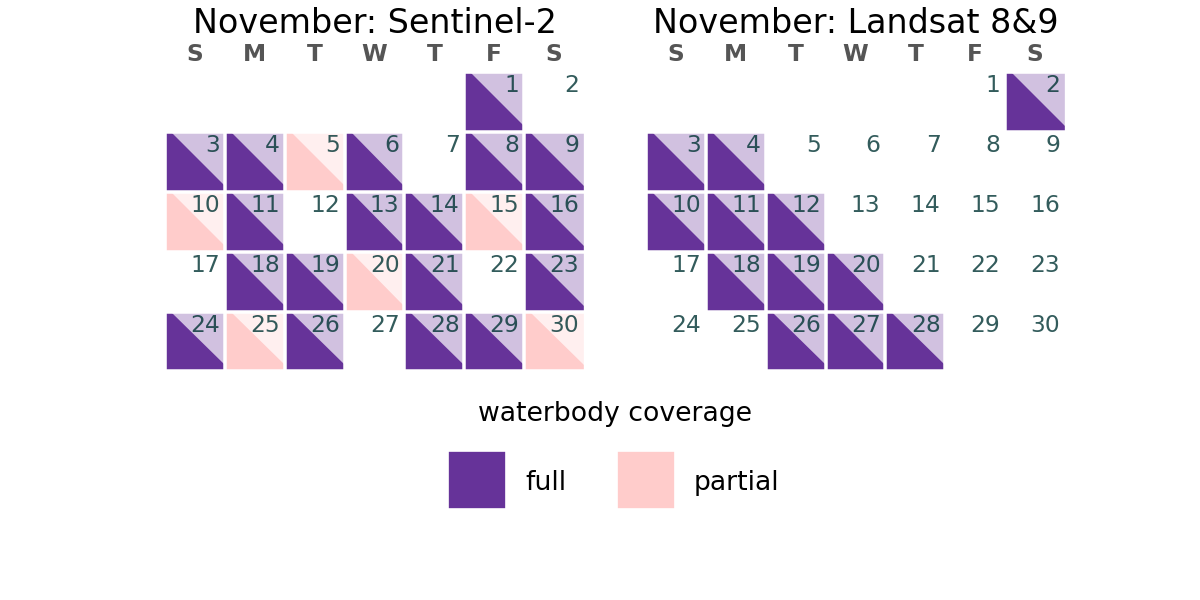 November: Sentinel-2
S M T W T F S
1 2
3 4 5 6 7 8 9
10 11 12 13 14 15 16
17 18 19 20 21 22 23
24 25 26 27 28 29 30
November: Landsat 8&9
S M T W T F S
1 2
3 4 5 6 7 8 9
10 11 12 13 14 15 16
17 18 19 20 21 22 23
24 25 26 27 28 29 30
waterbody coverage
full partial